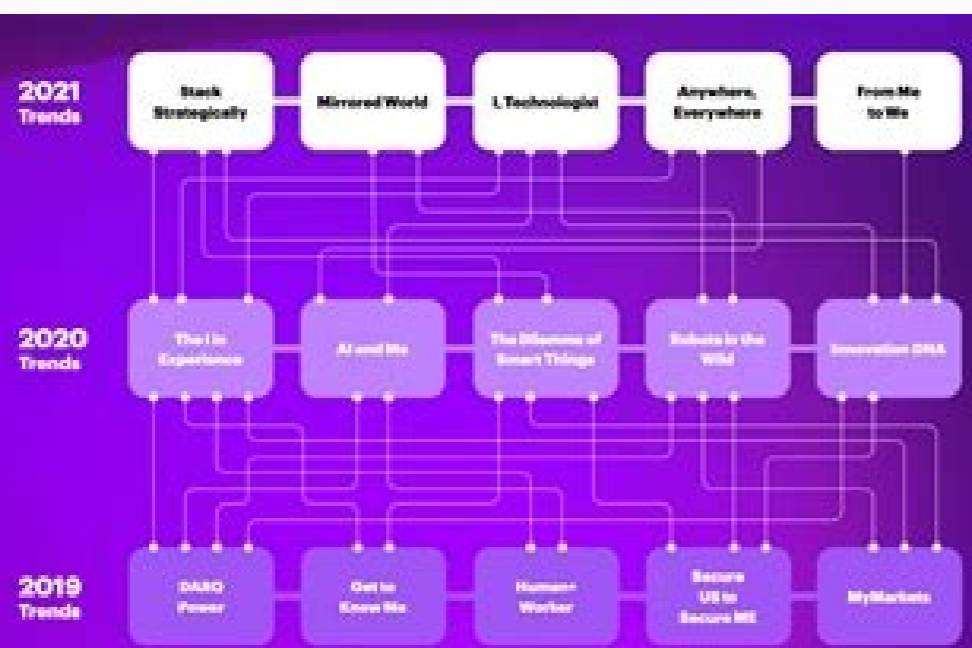 2021
Trends
Stack
Strategically
Mirrored World
I, Technologist
Anywhere,
Everywhere
From Me
to We
2020
Trends
The I in
Experience
AI and Me
The Dilemma of
Smart Things
Robots in the
Wild
Innovation DNA
2019
Trends
DARQ
Power
Get to
Know Me
Human+
Worker
Secure
US to
Secure ME
MyMarkets